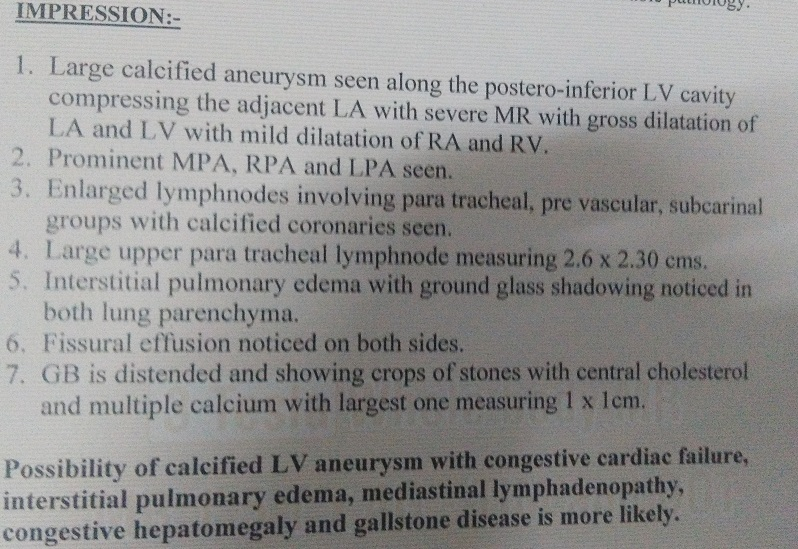 pathology.
IMPRESSION:-
1. Large calcified aneurysm seen along the postero-inferior LV cavity
compressing the adjacent LA with severe MR with gross dilatation of
LA and LV with mild dilatation of RA and RV.
2. Prominent MPA, RPA and LPA seen.
3. Enlarged lymphnodes involving para tracheal, pre vascular, subcarinal
groups with calcified coronaries seen.
4. Large upper para tracheal lymphnode measuring 2.6 x 2.30 cms.
5. Interstitial pulmonary edema with ground glass shadowing noticed in
both lung parenchyma.
6. Fissural effusion noticed on both sides.
7. GB is distended and showing crops of stones with central cholesterol
and multiple calcium with largest one measuring 1 x 1cm.
Possibility of calcified LV aneurysm with congestive cardiac failure,
interstitial pulmonary edema, mediastinal lymphadenopathy,
congestive hepatomegaly and gallstone disease is more likely.